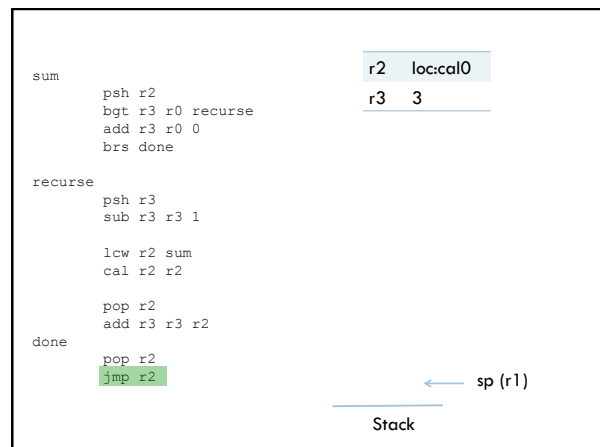 sum
psh r2
bgt r3 r0 recurse
add r3 r0 0
brs done
recurse
psh r3
sub r3 r3 1
lcw r2 sum
cal r2 r2
pop r2
add r3 r3 r2
done
pop r2
jmp r2
r2 loc:cal0
r3 3
sp (r1)
Stack